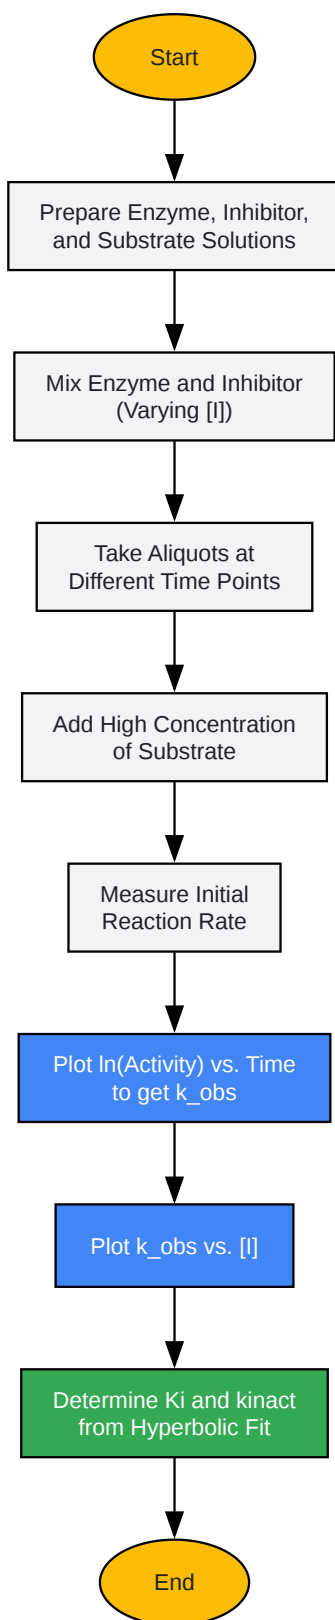 Start
Prepare Enzyme, Inhibitor,
and Substrate Solutions
Mix Enzyme and Inhibitor
(Varying [I])
Take Aliquots at
Different Time Points
Add High Concentration
of Substrate
Measure Initial
Reaction Rate
Plot ln(Activity) vs. Time
to get k_obs
Plot k_obs vs. [I]
Determine Ki and kinact
from Hyperbolic Fit
End